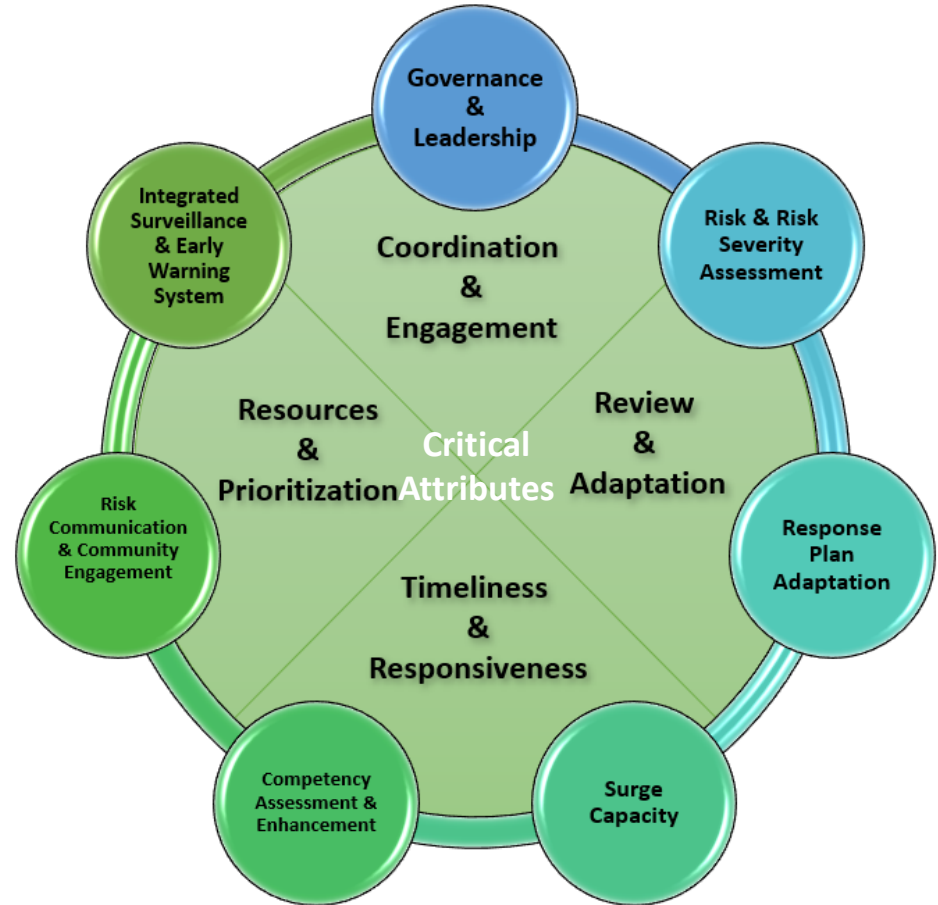 Governance
&
Leadership
Integrated
Surveillance
& Early
Warning
System
Risk & Risk
Severity
Assessment
Coordination
&
Engagement
Resources
&
Prioritization
Critical
Attributes
Review
&
Adaptation
Risk
Communication
& Community
Engagement
Response
Plan
Adaptation
Timeliness
&
Responsiveness
Competency
Assessment &
Enhancement
Surge
Capacity